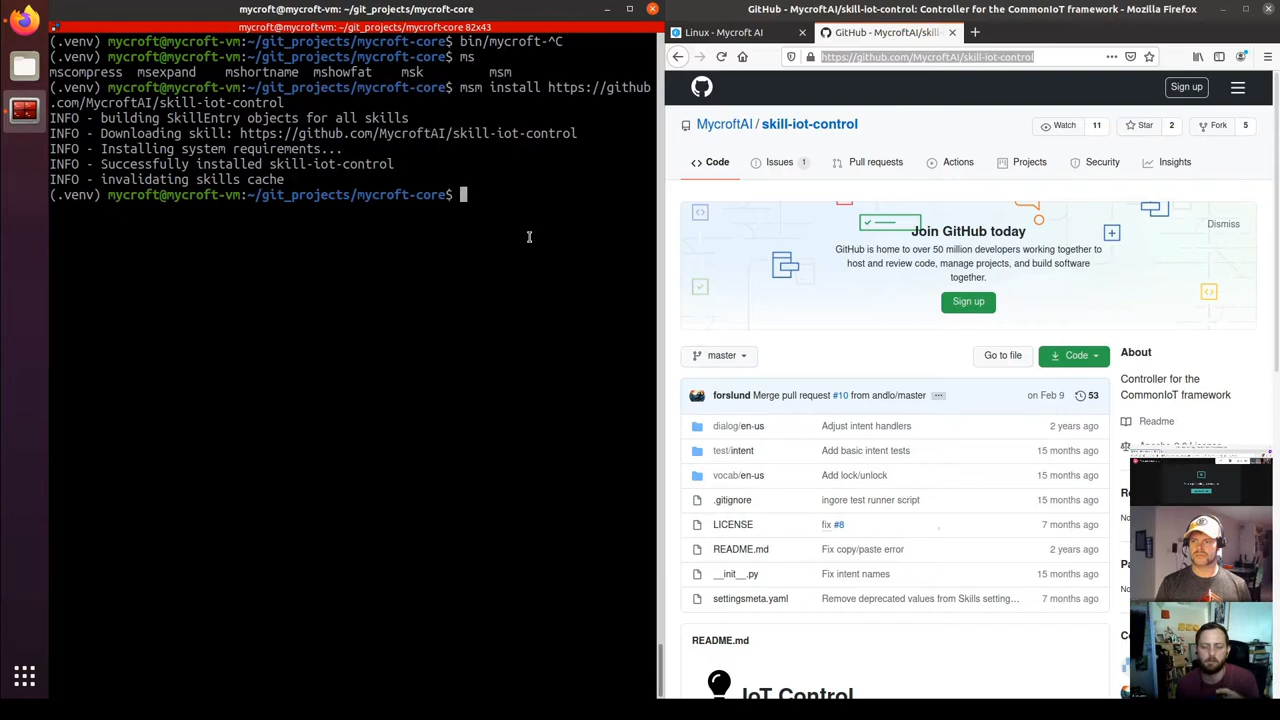 mycroft@mycroft-vm: ~/git_projects/mycroft-core
mycroft@mycroft-vm: ~/git_projects/mycroft-core 82x43
(.venv) mycroft@mycroft-vm:~/git_projects/mycroft-core$ bin/mycroft-^C
(.venv) mycroft@mycroft-vm:~/git_projects/mycroft-core$ ms
mscompress msexpand mshortname mshowfat msk msm
(.venv) mycroft@mycroft-vm:~/git_projects/mycroft-core$ msm install https://github
.com/MycroftAI/skill-iot-control
INFO - building SkillEntry objects for all skills
INFO - Downloading skill: https://github.com/MycroftAI/skill-iot-control
INFO - Installing system requirements...
INFO - Successfully installed skill-iot-control
INFO - invalidating skills cache
(.venv) mycroft@mycroft-vm:~/git_projects/mycroft-core$
GitHub - MycroftAI/skill-iot-control: Controller for the CommonIoT framework - Mozilla Firefox
Linux - Mycroft AI
GitHub - MycroftAI/skill-
https://github.com/MycroftAI/skill-iot-control
Sign up
MycroftAI / skill-iot-control
Watch 11
Star 2
Fork 5
Code
Issues 1
Pull requests
Actions
Projects
Security
Insights
Join GitHub today
Dismiss
GitHub is home to over 50 million developers working together to
host and review code, manage projects, and build software
together.
Sign up
master
Go to file
Code
About
Controller for the
CommonIoT framework
Readme
forslund Merge pull request #10 from andlo/master
on Feb 9
53
dialog/en-us Adjust intent handlers 2 years ago
test/intent Add basic intent tests 15 months ago
vocab/en-us Add lock/unlock 15 months ago
.gitignore ingore test runner script 15 months ago
LICENSE fix #8 7 months ago
README.md Fix copy/paste error 2 years ago
__init__.py Fix intent names 15 months ago
settingsmeta.yaml Remove deprecated values from Skills setting... 7 months ago
README.md
IoT Control